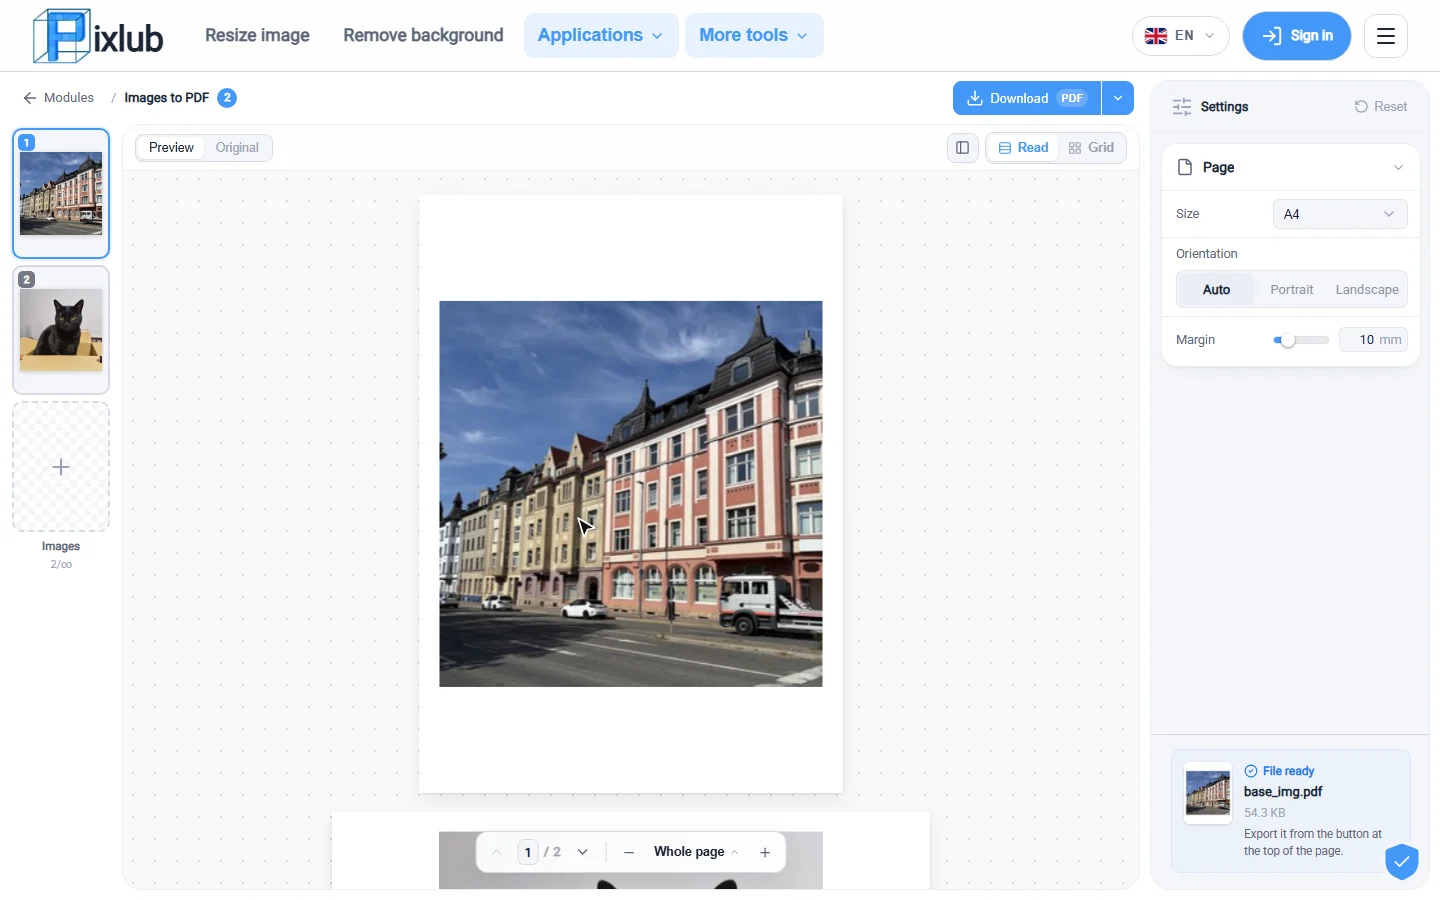 Pixlub
Resize image
Remove background
Applications
More tools
EN
Sign in
Modules / Images to PDF 2
Download PDF
Settings
Reset
1
2
Images
2/∞
Preview
Original
Read
Grid
Page
Size
A4
Orientation
Auto
Portrait
Landscape
Margin
10 mm
1 / 2
Whole page
File ready
base_img.pdf
54.3 KB
Export it from the button at
the top of the page.